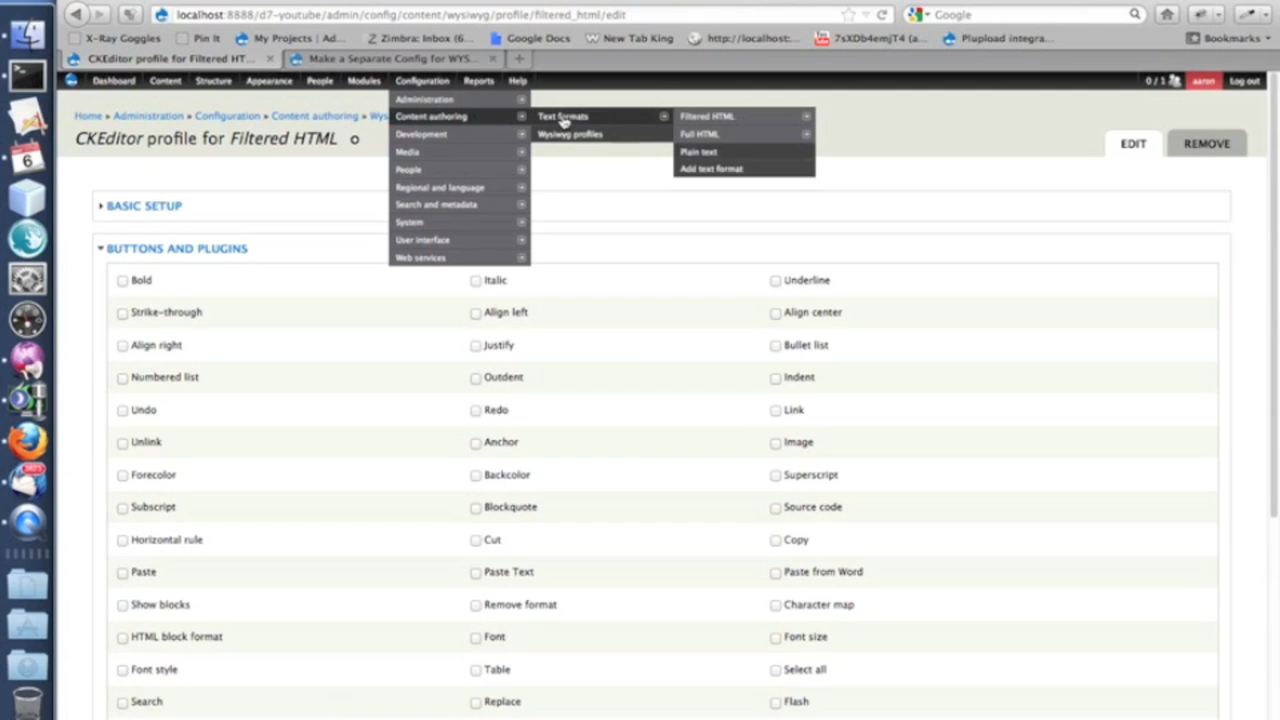 localhost:8888/d7-youtube/admin/config/content/wysiwyg/profile/filtered_html/edit
Google
X-Ray Goggles
Pin It
My Projects | Ad...
Zimbra: Inbox (6...
Google Docs
New Tab King
http://localhost:...
7sXDb4emjT4 (a...
Plupload integra...
Bookmarks
CKEditor profile for Filtered HT...
Make a Separate Config for WYS...
Dashboard Content Structure Appearance People Modules Configuration Reports Help
0 / 1
aaron
Log out
Home » Administration » Configuration » Content authoring » Wys
CKEditor profile for Filtered HTML
EDIT
REMOVE
Administration
Content authoring
Development
Media
People
Regional and language
Search and metadata
System
User interface
Web services
Text formats
Wysiwyg profiles
Filtered HTML
Full HTML
Plain text
Add text format
BASIC SETUP
BUTTONS AND PLUGINS
Bold Italic Underline
Strike-through Align left Align center
Align right Justify Bullet list
Numbered list Outdent Indent
Undo Redo Link
Unlink Anchor Image
Forecolor Backcolor Superscript
Subscript Blockquote Source code
Horizontal rule Cut Copy
Paste Paste Text Paste from Word
Show blocks Remove format Character map
HTML block format Font Font size
Font style Table Select all
Search Replace Flash
6